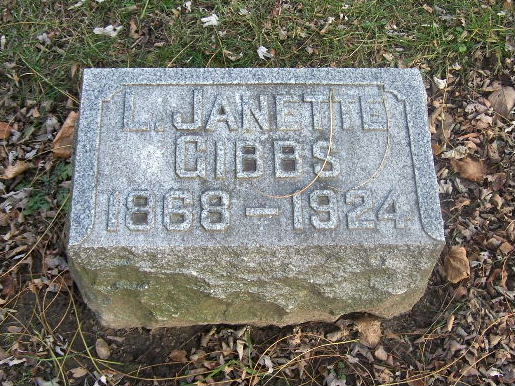 L. JANETTE
GIBBS
1868 – 1924